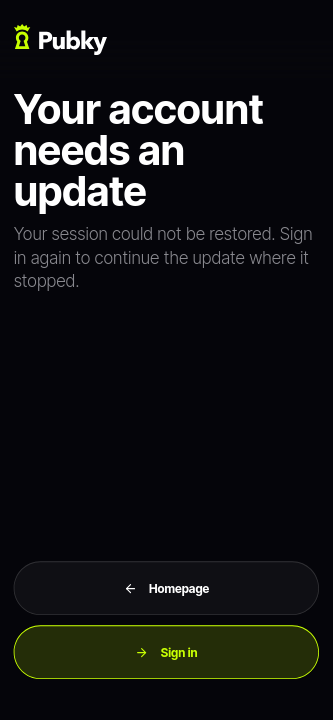 Pubky
Your account
needs an
update
Your session could not be restored. Sign
in again to continue the update where it
stopped.
Homepage
Sign in